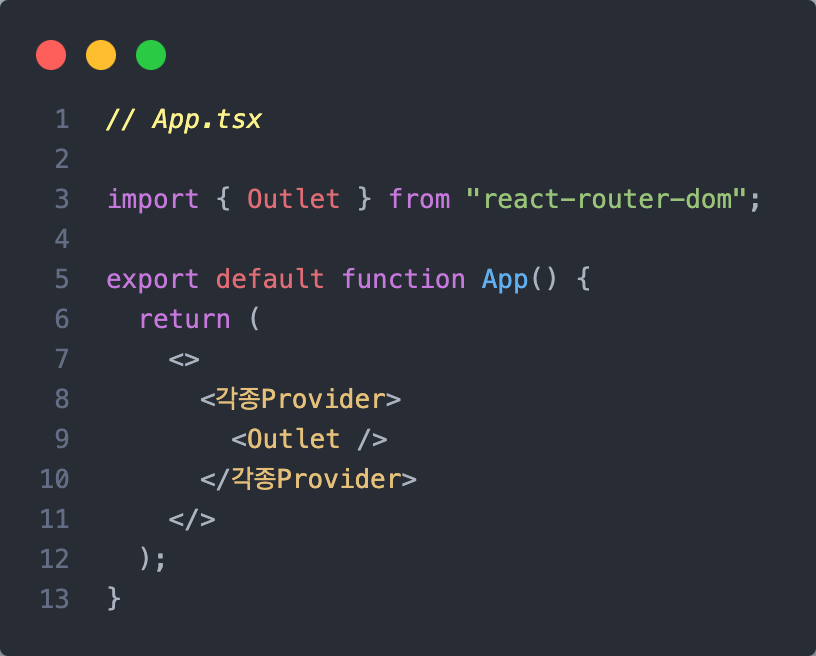 1 // App.tsx
2
3 import { Outlet } from "react-router-dom";
4
5 export default function App() {
6   return (
7     <>
8       <각종Provider>
9         <Outlet />
10       </각종Provider>
11     </>
12   );
13 }